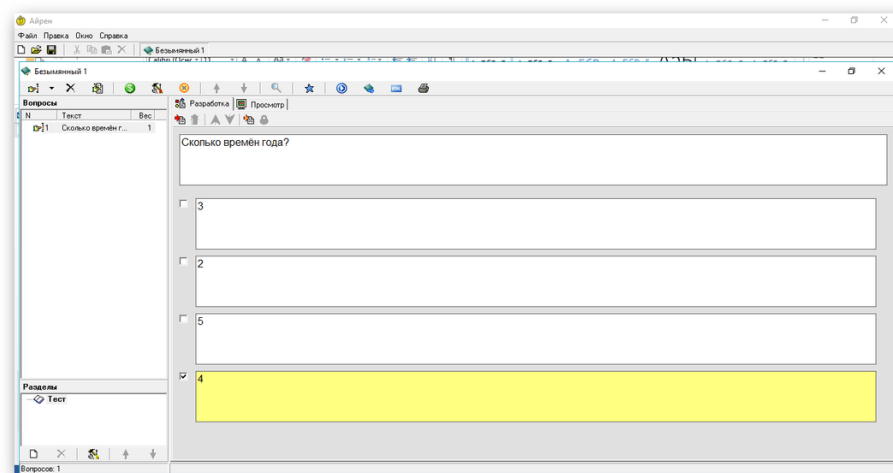 Айрен
Файл Правка Окно Справка
Безымянный 1
Безымянный 1
Вопросы
Разработка Просмотр
N Текст Вес
1 Сколько времён г... 1
Сколько времён года?
3
2
5
4
Разделы
Тест
Вопросов: 1